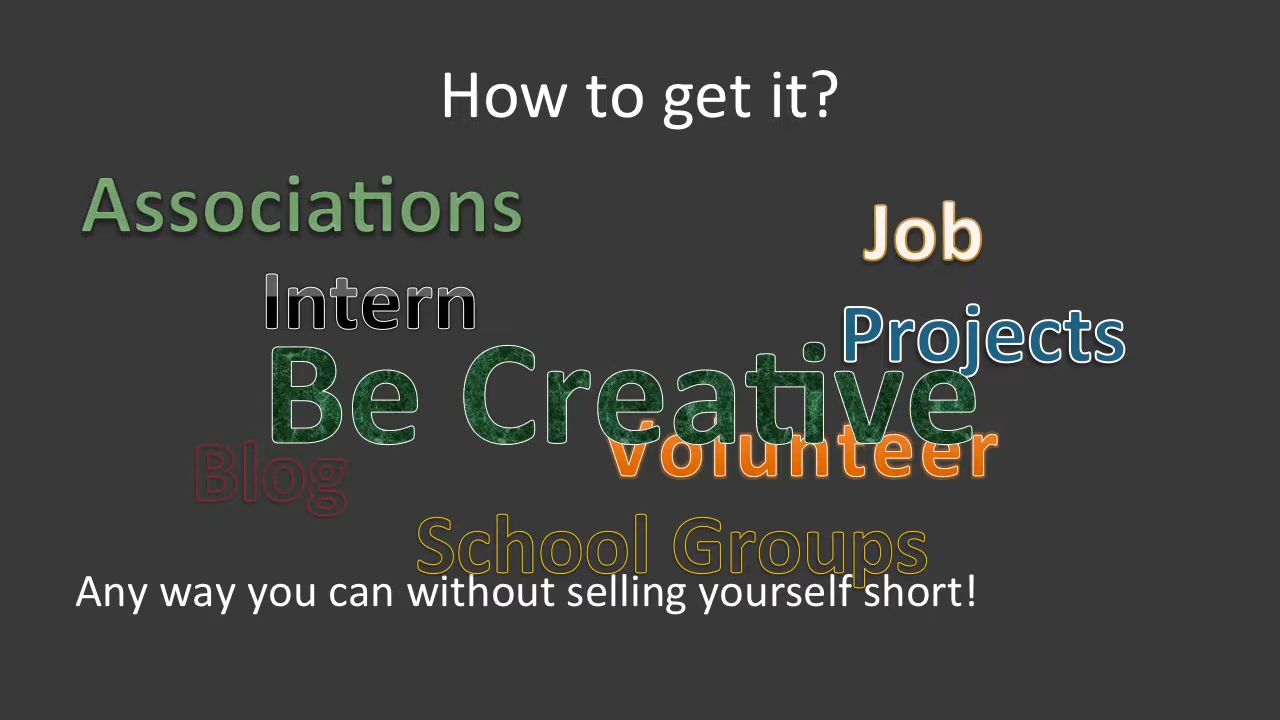 How to get it?
Associations
Job
Intern
Projects
Be Creative
Volunteer
Blog
School Groups
Any way you can without selling yourself short!